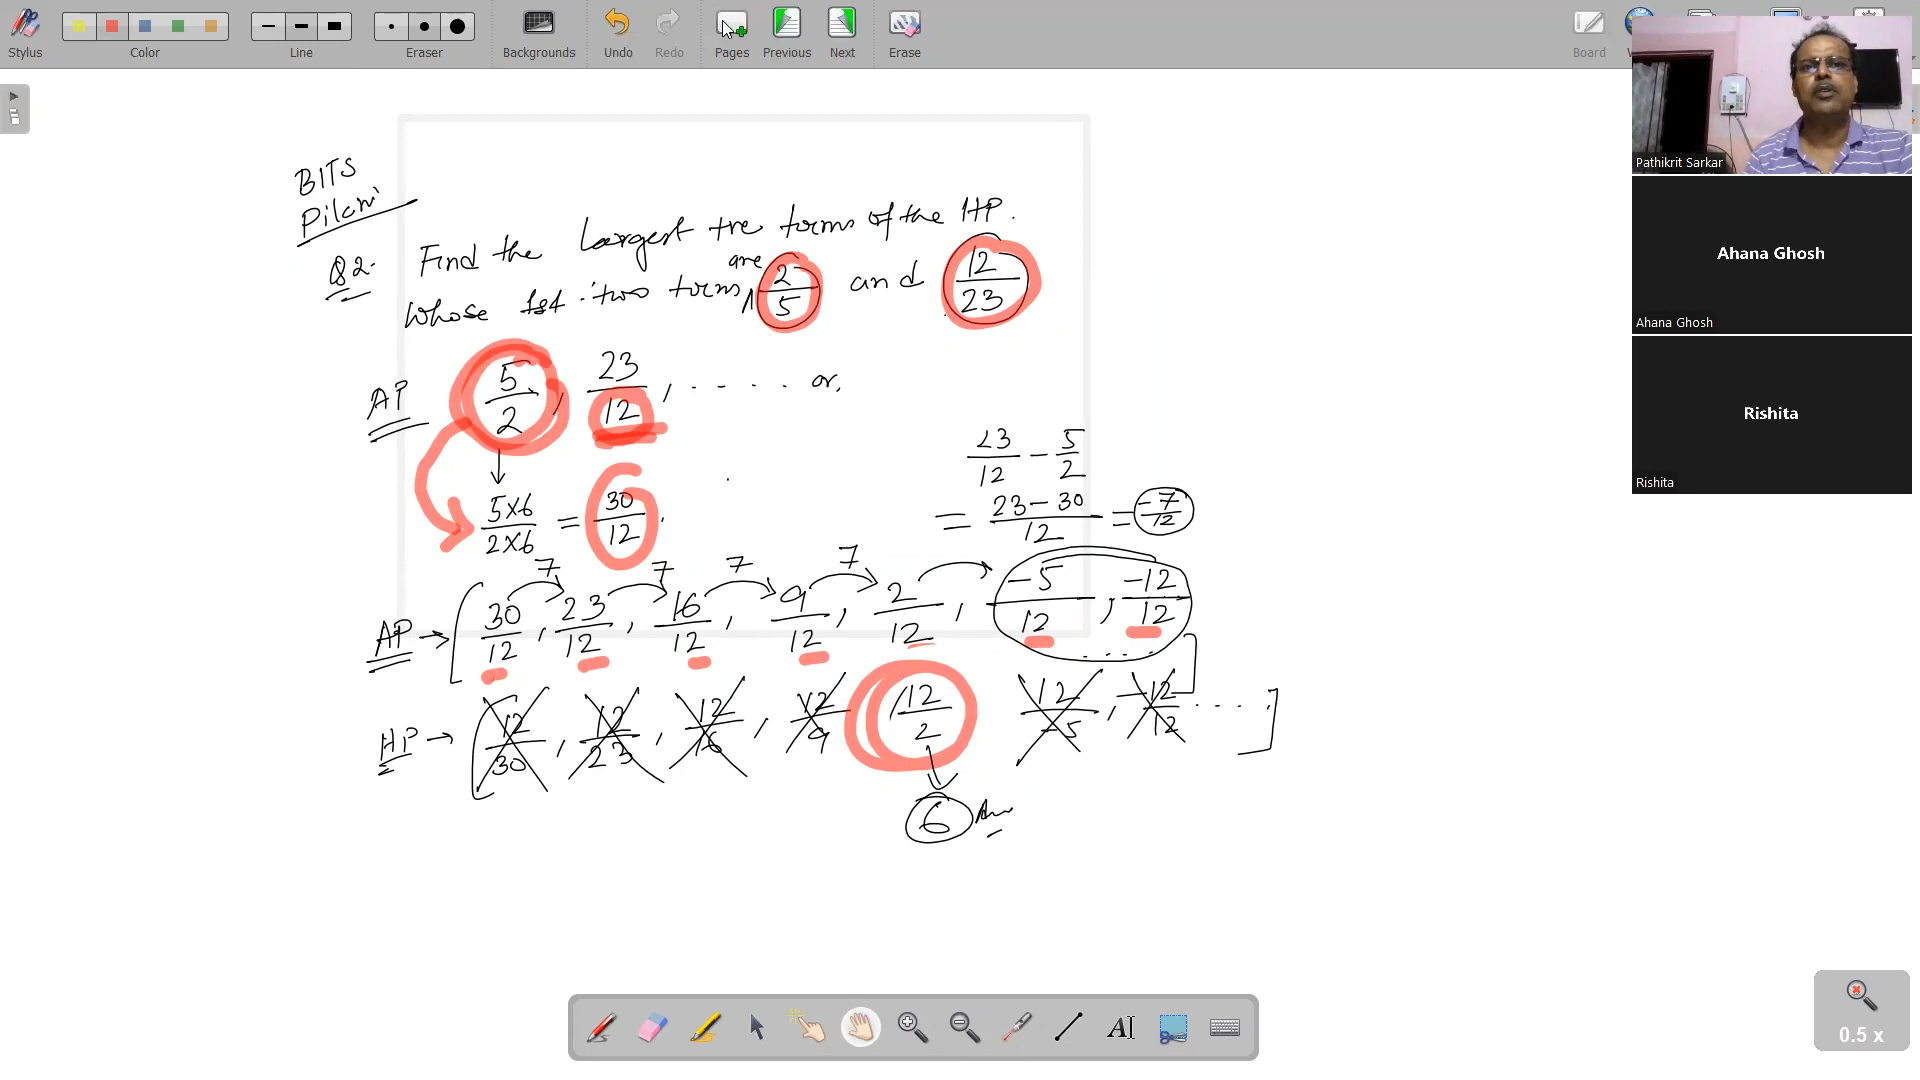 Stylus Color Line Eraser Backgrounds Undo Redo Pages Previous Next Erase Board
BITS
Pilani
Q2. Find the largest +ve terms of the HP.
whose 1st two terms are 2/5 and 12/23
AP 5/2, 23/12, ..... or,
5×6/2×6 = 30/12.
23/12 - 5/2
= 23-30/12 = -7/12
7 7 7 7
AP → [30/12, 23/12, 16/12, 9/12, 2/12, -5/12, -12/12 ....
HP → [12/30, 12/23, 12/16, 12/9, 12/2 12/-5, -12/12 ....]
6 Ans
Pathikrit Sarkar
Ahana Ghosh
Ahana Ghosh
Rishita
Rishita
0.5 x